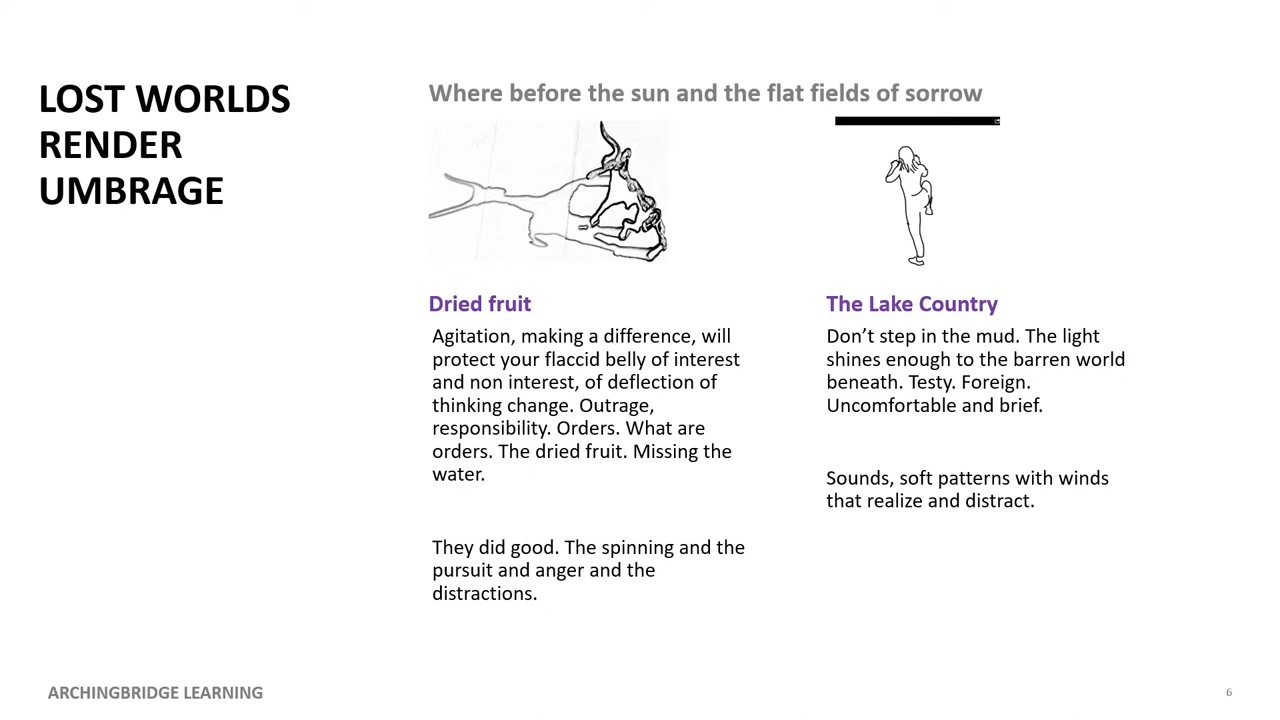 LOST WORLDS
RENDER
UMBRAGE
Where before the sun and the flat fields of sorrow
Dried fruit
Agitation, making a difference, will
protect your flaccid belly of interest
and non interest, of deflection of
thinking change. Outrage,
responsibility. Orders. What are
orders. The dried fruit. Missing the
water.
They did good. The spinning and the
pursuit and anger and the
distractions.
The Lake Country
Don’t step in the mud. The light
shines enough to the barren world
beneath. Testy. Foreign.
Uncomfortable and brief.
Sounds, soft patterns with winds
that realize and distract.
ARCHINGBRIDGE LEARNING
6